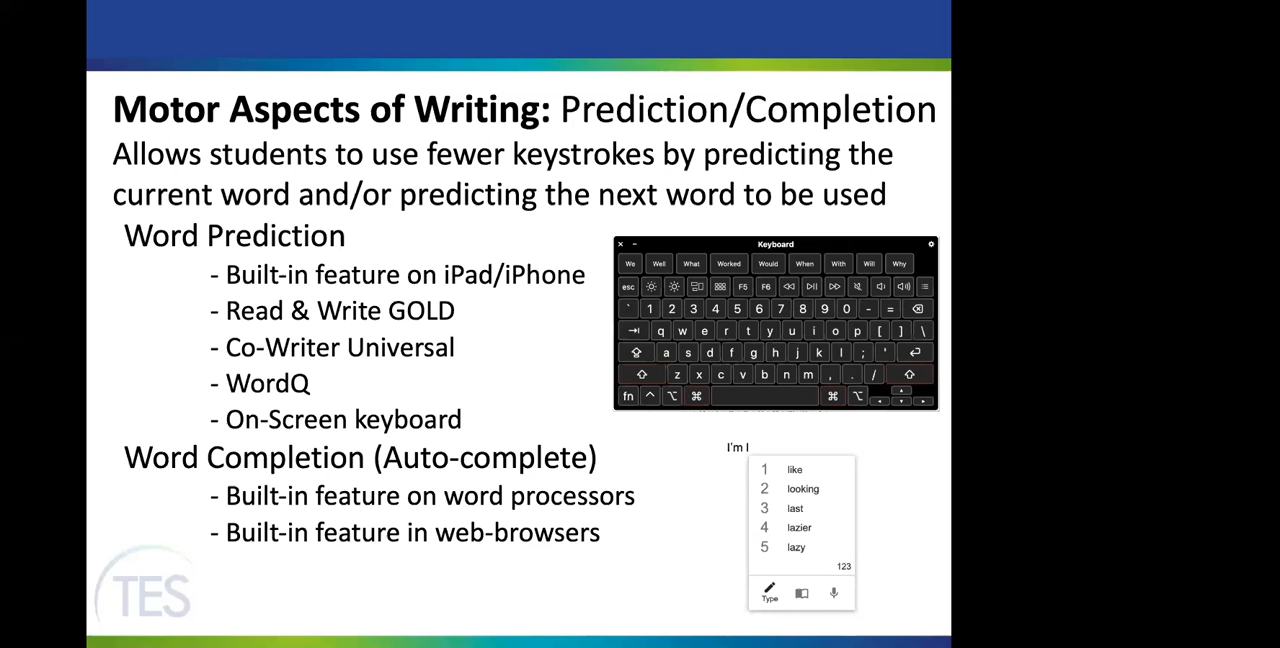 Motor Aspects of Writing: Prediction/Completion
Allows students to use fewer keystrokes by predicting the
current word and/or predicting the next word to be used
Word Prediction
- Built-in feature on iPad/iPhone
- Read & Write GOLD
- Co-Writer Universal
- WordQ
- On-Screen keyboard
Word Completion (Auto-complete)
- Built-in feature on word processors
- Built-in feature in web-browsers
Keyboard
We Well What Worked Would When With Will Why
esc F5 F6
` 1 2 3 4 5 6 7 8 9 0 - =
q w e r t y u i o p [ ] \
a s d f g h j k l ; '
z x c v b n m , . /
fn
I'm l
1 like
2 looking
3 last
4 lazier
5 lazy
123
Type
TES